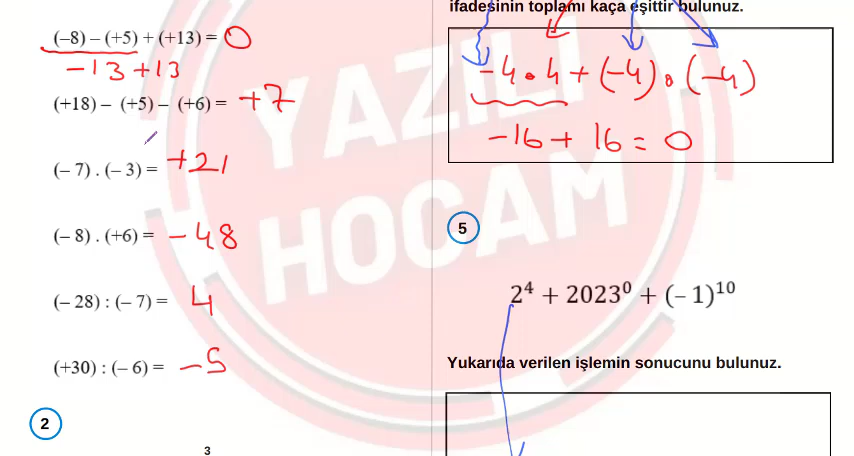 (–8) – (+5) + (+13) = 0
–13 +13
(+18) – (+5) – (+6) = +7
(– 7) . (– 3) = +21
(– 8) . (+6) = –48
(– 28) : (– 7) = 4
(+30) : (– 6) = –5
2
3
ifadesinin toplamı kaça eşittir bulunuz.
–4 . 4 + (–4) . (–4)
–16 + 16 = 0
5
2⁴ + 2023⁰ + (– 1)¹⁰
Yukarıda verilen işlemin sonucunu bulunuz.
YAZILI
HOCAM